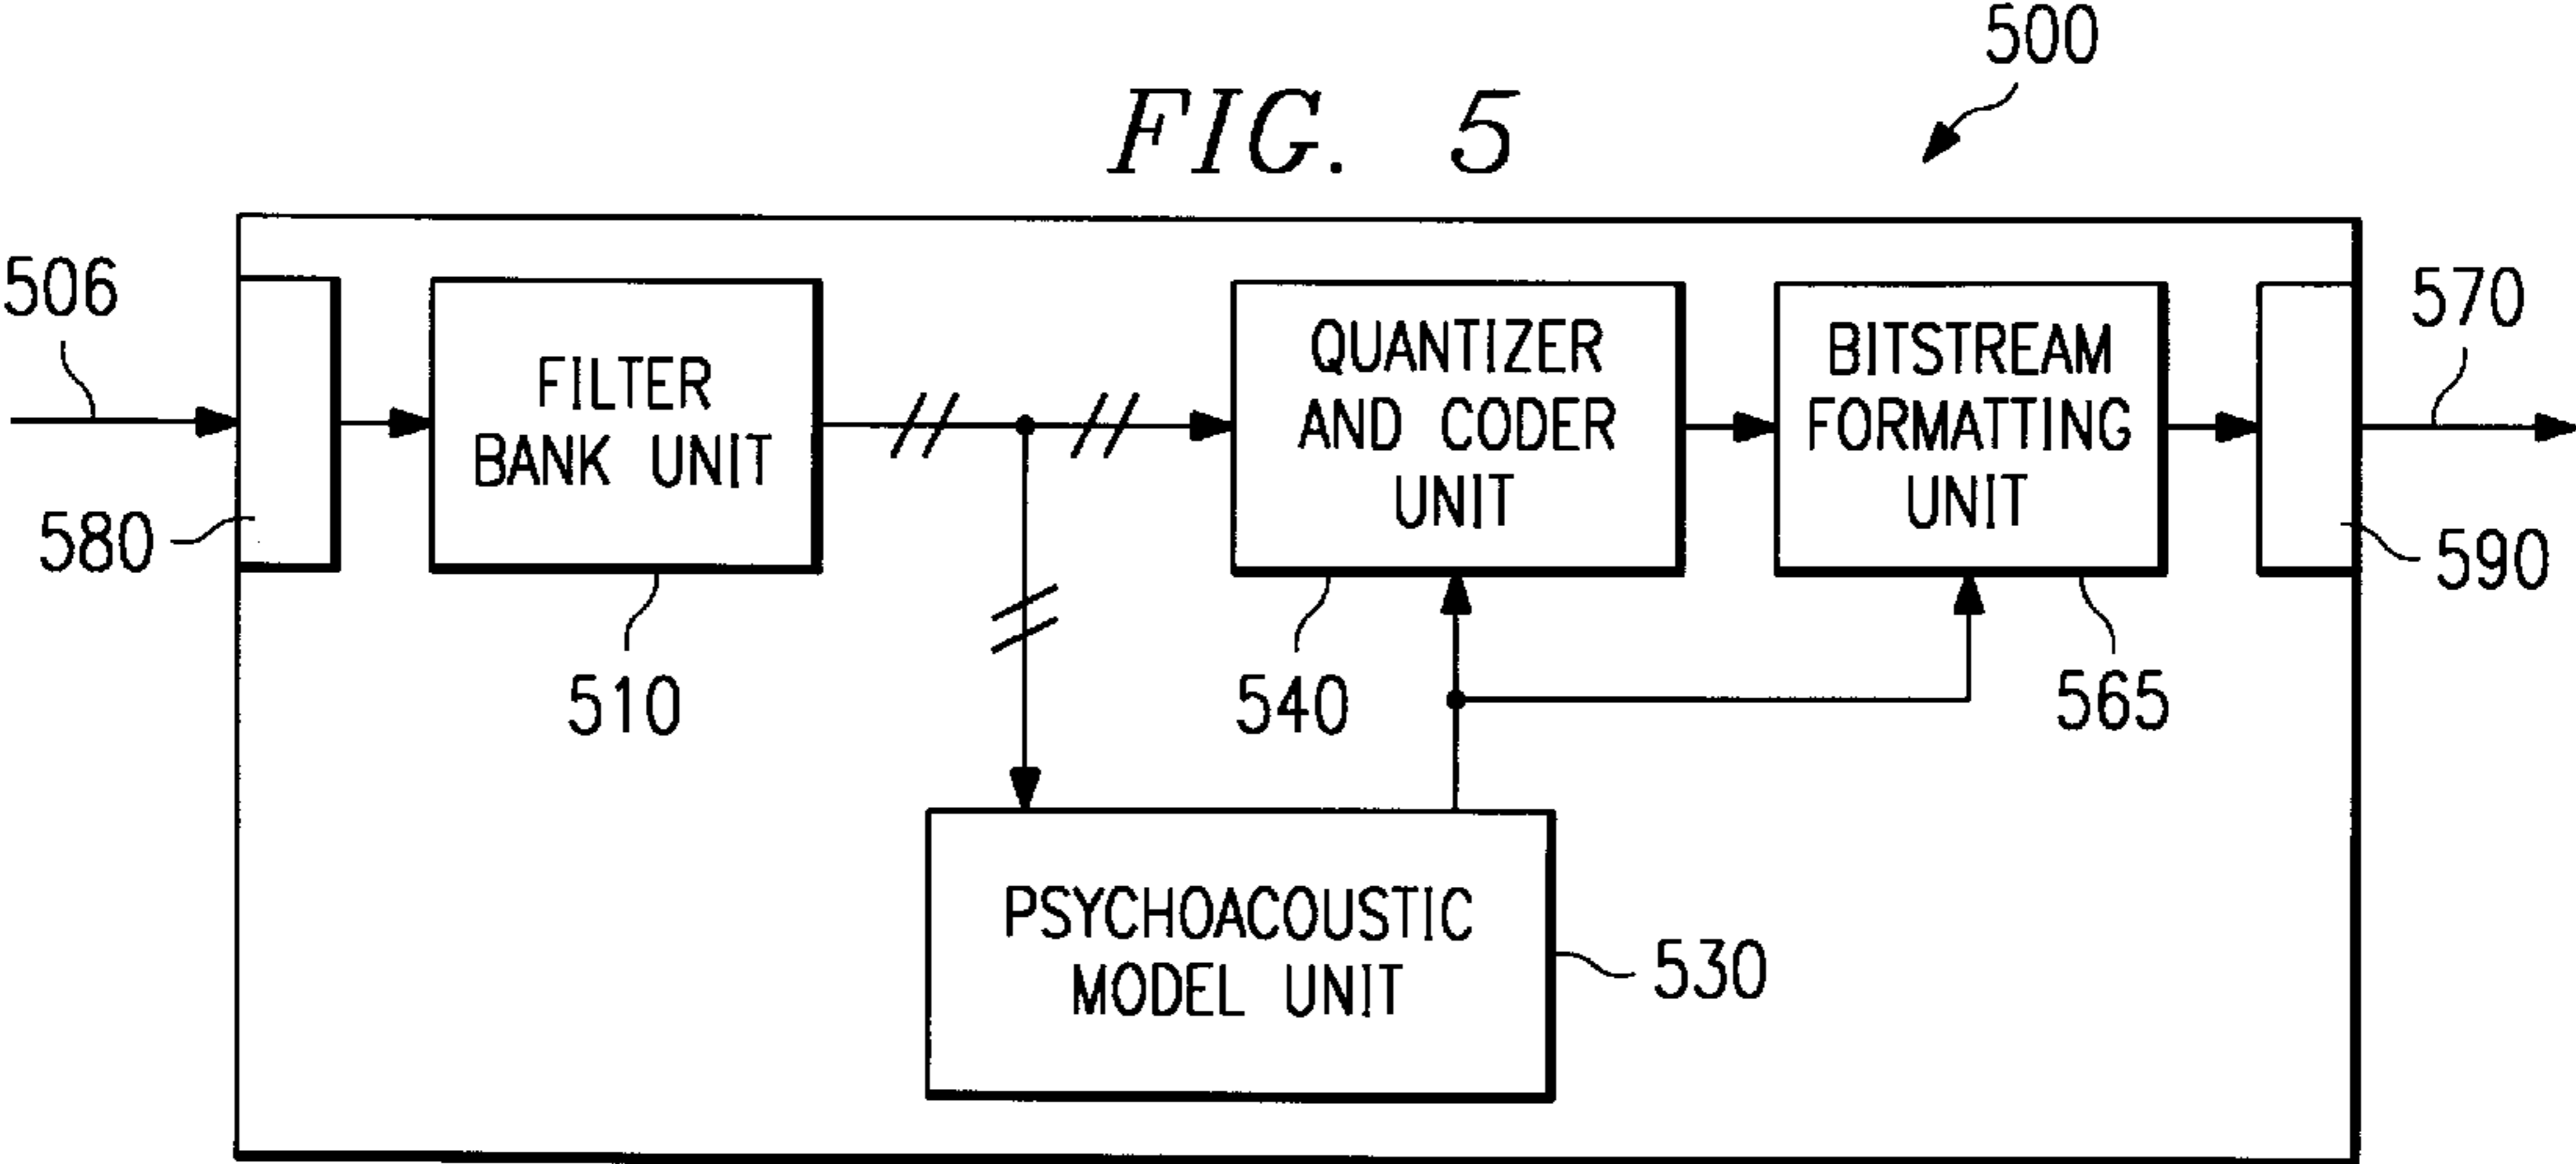 500
FIG. 5
506
570
FILTER
BANK UNIT
QUANTIZER
AND CODER
UNIT
BITSTREAM
FORMATTING
UNIT
580
590
510
540
565
PSYCHOACOUSTIC
MODEL UNIT
530